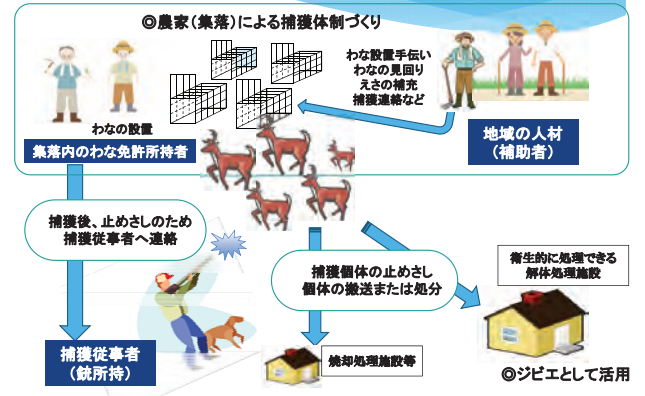 ◎農家（集落）による捕獲体制づくり
わな設置手伝い
わなの見回り
えさの補充
捕獲連絡など
わなの設置
集落内のわな免許所持者
地域の人材
（補助者）
捕獲後、止めさしのため
捕獲従事者へ連絡
捕獲個体の止めさし
個体の搬送または処分
衛生的に処理できる
解体処理施設
捕獲従事者
（銃所持）
焼却処理施設等
◎ジビエとして活用